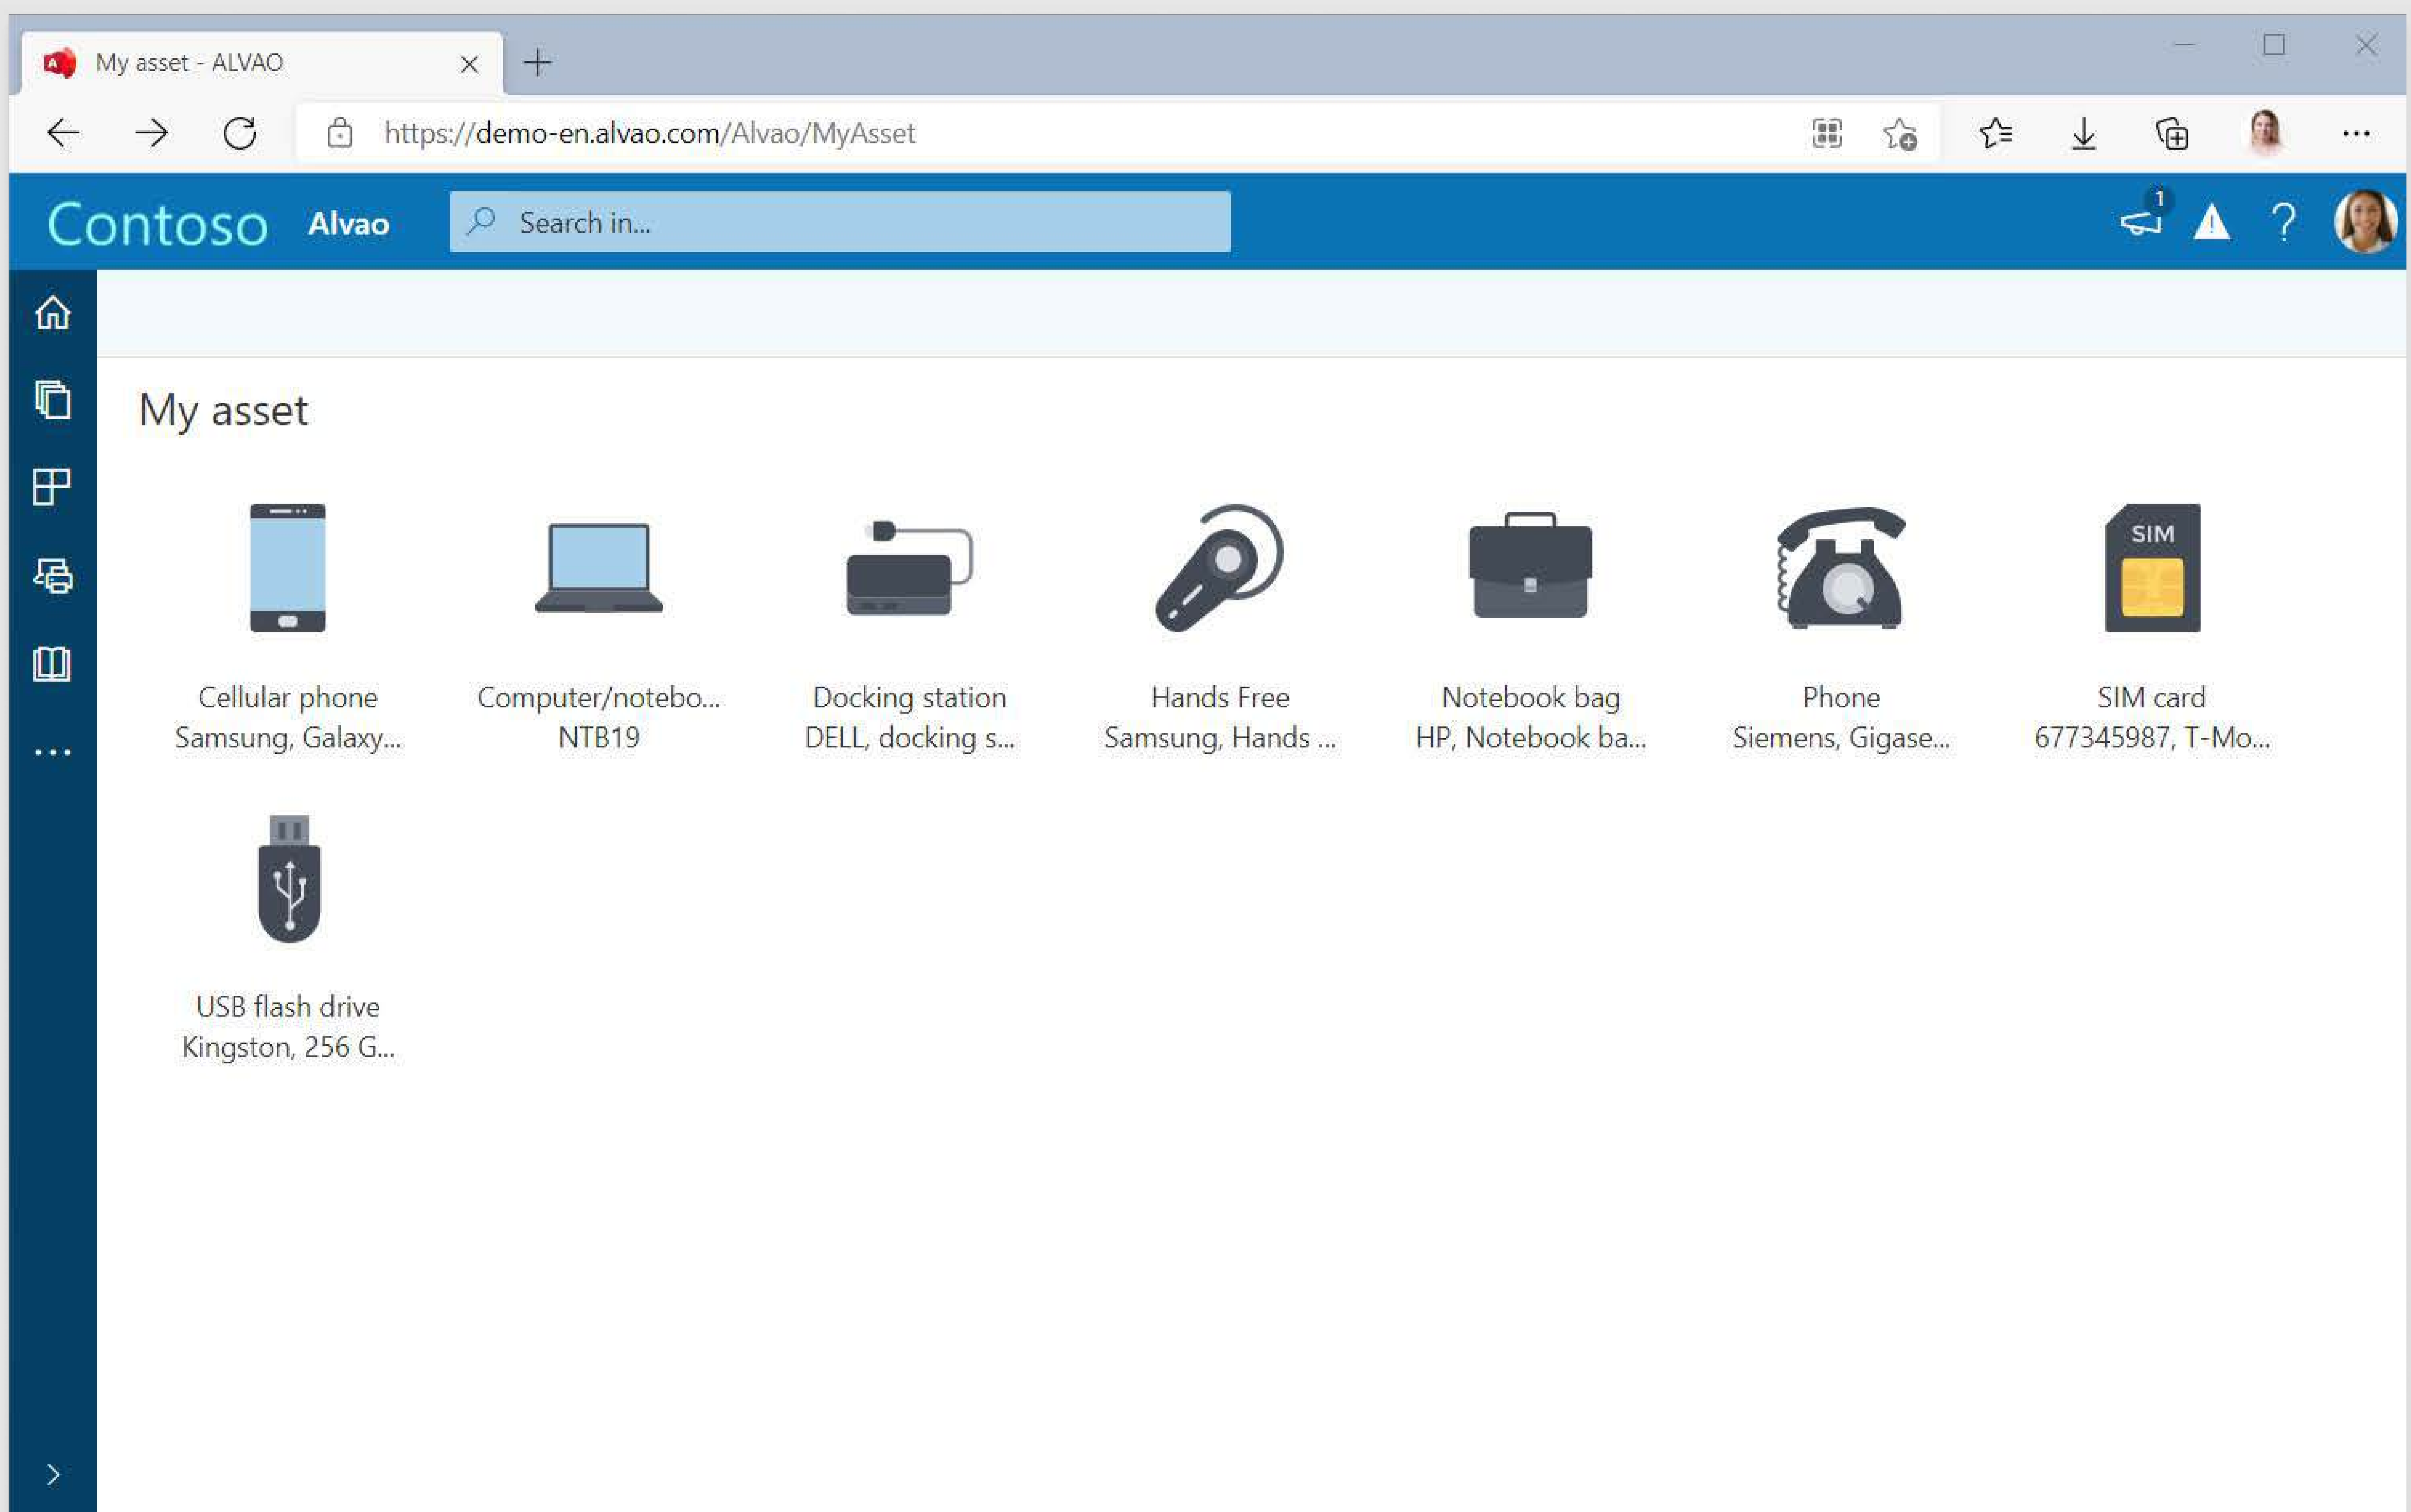 My asset - ALVAO
https://demo-en.alvao.com/Alvao/MyAsset
Contoso Alvao Search in... 1
My asset
SIM
Cellular phone
Samsung, Galaxy...
Computer/notebo...
NTB19
Docking station
DELL, docking s...
Hands Free
Samsung, Hands ...
Notebook bag
HP, Notebook ba...
Phone
Siemens, Gigase...
SIM card
677345987, T-Mo...
USB flash drive
Kingston, 256 G...